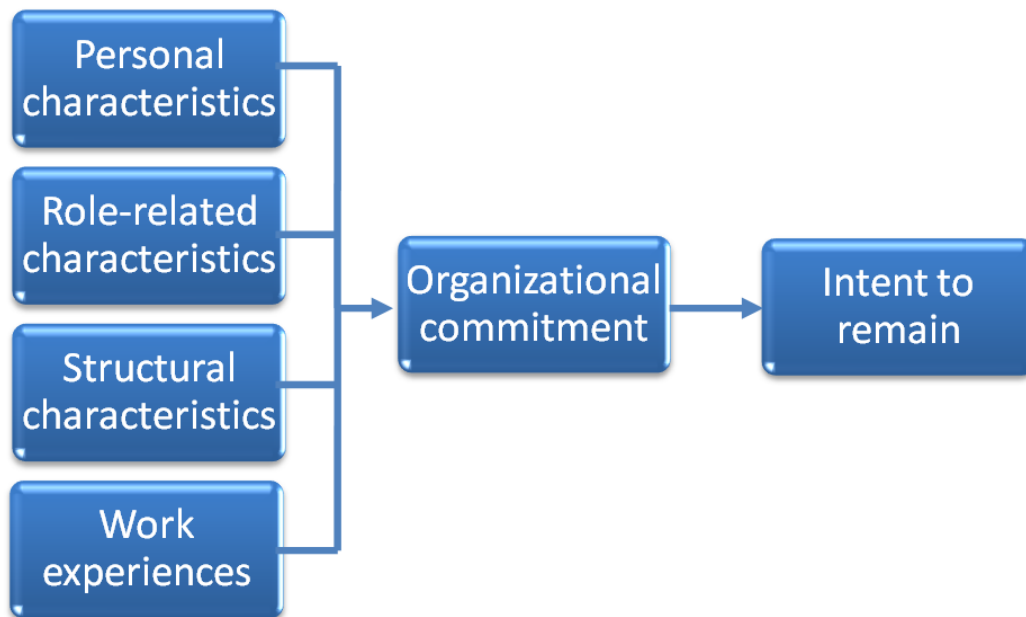 Personal
characteristics
Role-related
characteristics
Structural
characteristics
Work
experiences
Organizational
commitment
Intent to
remain